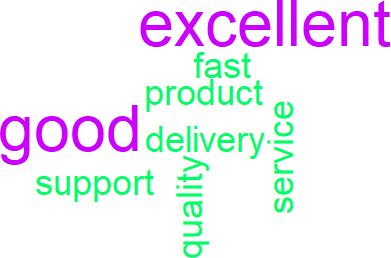 excellent
fast
product
good
delivery
service
support
quality